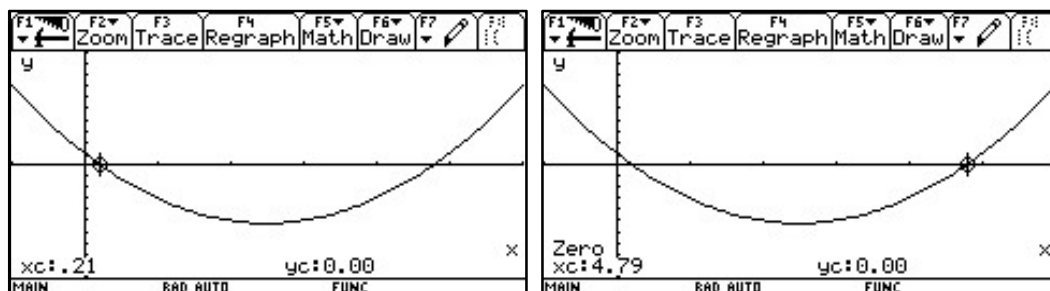 F1 F2 F3 F4 F5 F6 F7
Zoom Trace Regraph Math Draw
y
x
xc:.21 yc:0.00
MAIN RAD AUTO FUNC
F1 F2 F3 F4 F5 F6 F7
Zoom Trace Regraph Math Draw
y
x
Zero
xc:4.79 yc:0.00
MAIN RAD AUTO FUNC